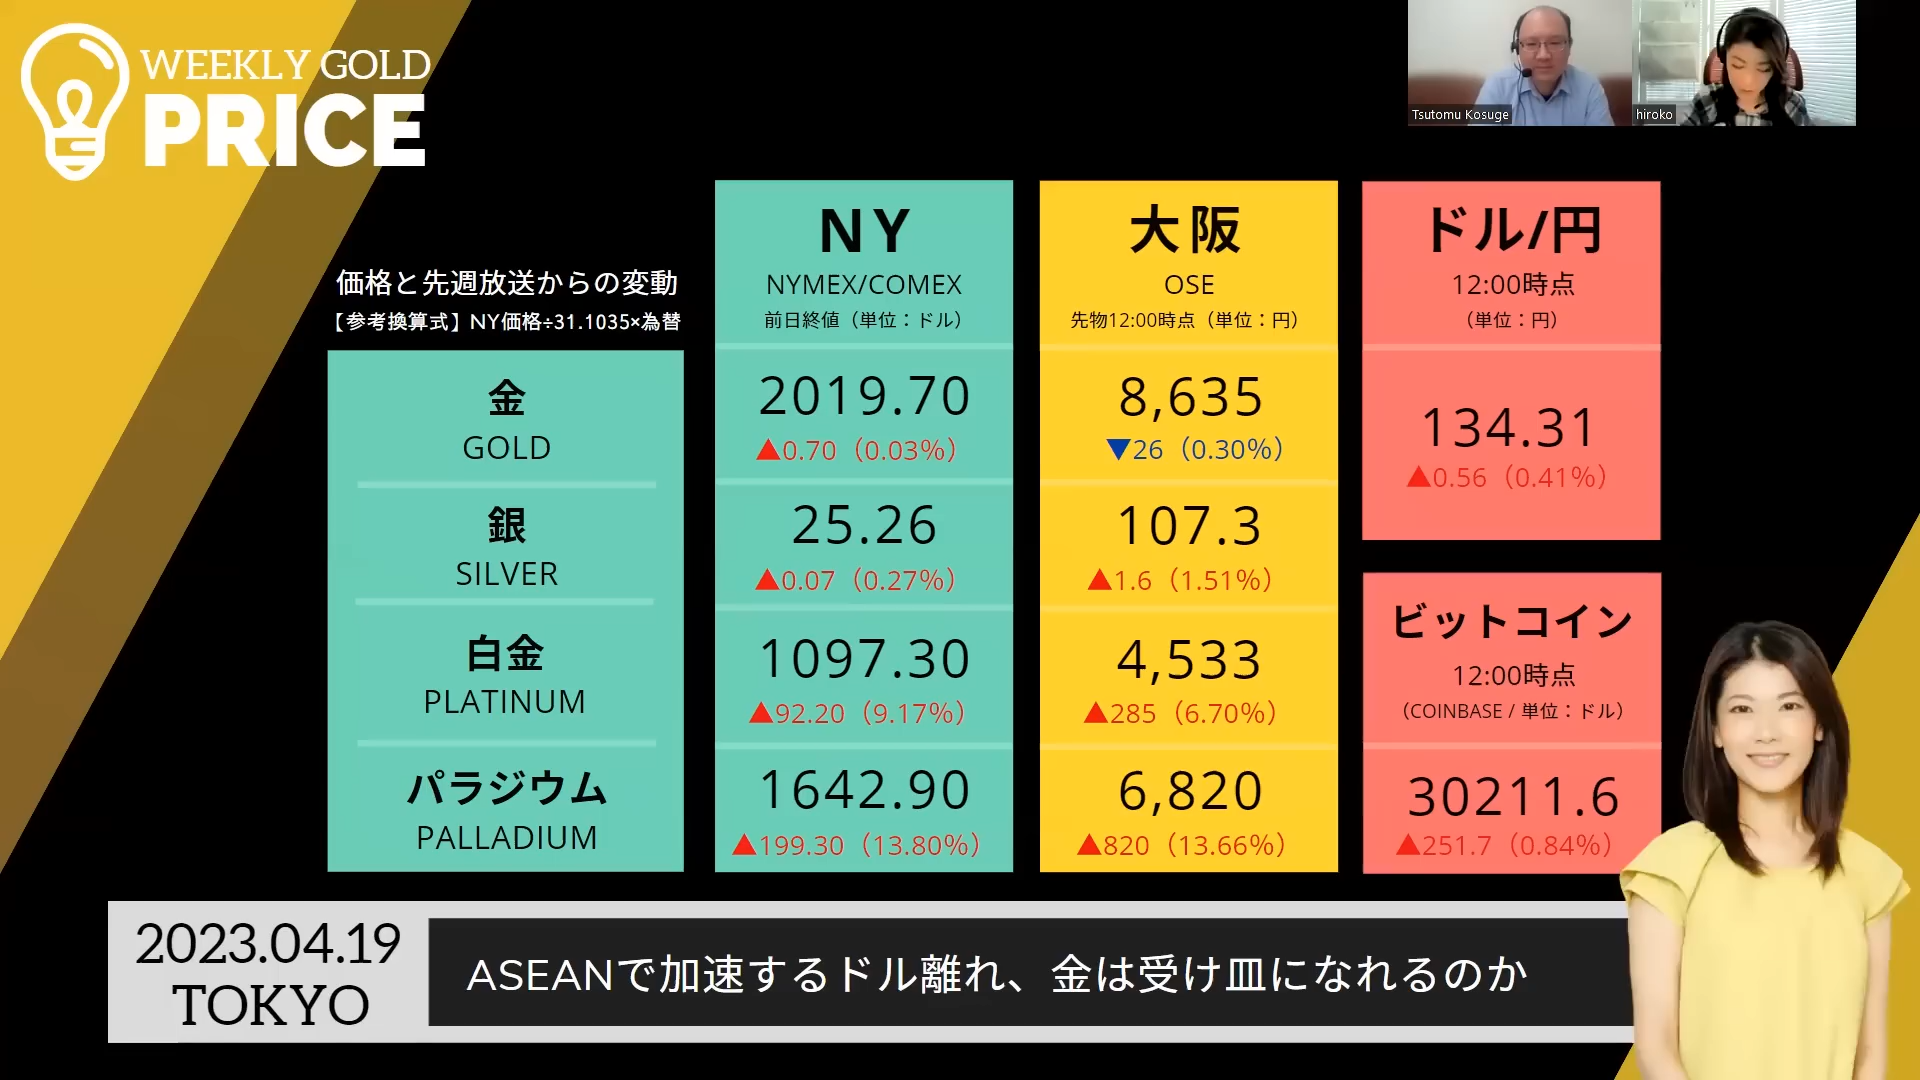 WEEKLY GOLD
PRICE
Tsutomu Kosuge
hiroko
価格と先週放送からの変動
【参考換算式】NY価格÷31.1035×為替
NY
NYMEX/COMEX
前日終値（単位：ドル）
大阪
OSE
先物12:00時点（単位：円）
ドル/円
12:00時点
（単位：円）
金
GOLD
2019.70
▲0.70（0.03%）
8,635
▼26（0.30%）
134.31
▲0.56（0.41%）
銀
SILVER
25.26
▲0.07（0.27%）
107.3
▲1.6（1.51%）
白金
PLATINUM
1097.30
▲92.20（9.17%）
4,533
▲285（6.70%）
ビットコイン
12:00時点
（COINBASE / 単位：ドル）
パラジウム
PALLADIUM
1642.90
▲199.30（13.80%）
6,820
▲820（13.66%）
30211.6
▲251.7（0.84%）
2023.04.19
TOKYO
ASEANで加速するドル離れ、金は受け皿になれるのか